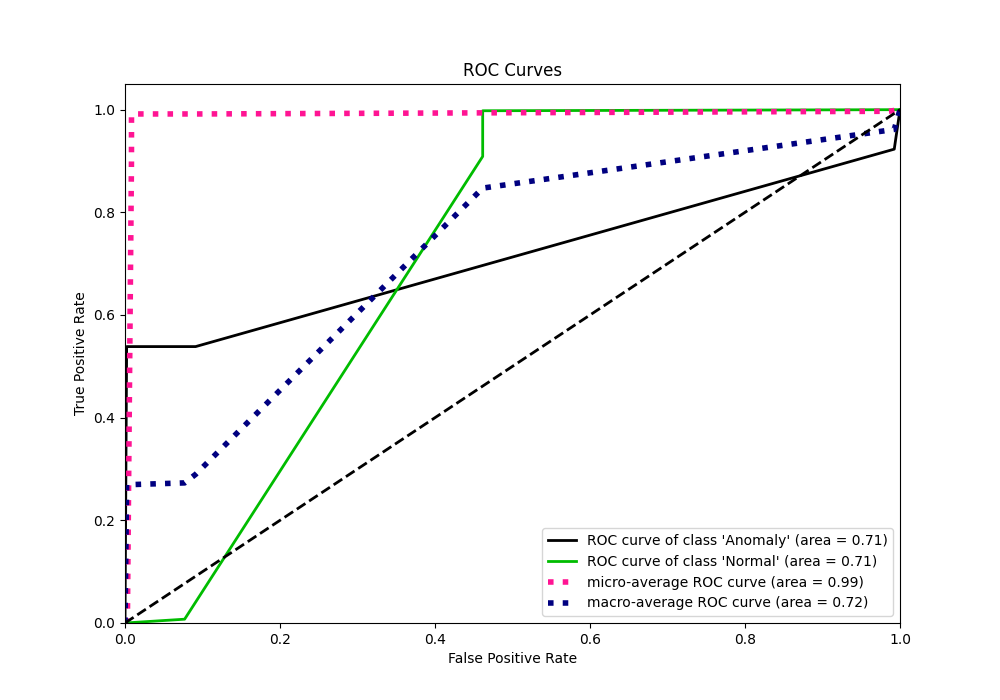 ROC Curves
True Positive Rate
1.0
0.8
0.6
0.4
0.2
0.0
0.0 0.2 0.4 0.6 0.8 1.0
False Positive Rate
ROC curve of class 'Anomaly' (area = 0.71)
ROC curve of class 'Normal' (area = 0.71)
micro-average ROC curve (area = 0.99)
macro-average ROC curve (area = 0.72)